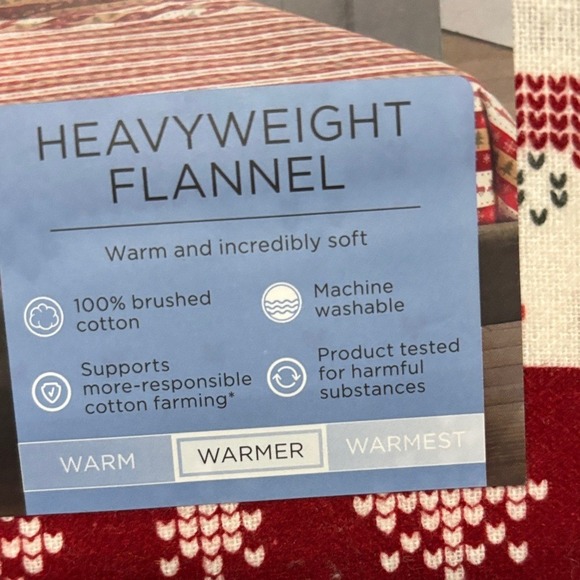 HEAVYWEIGHT
FLANNEL
Warm and incredibly soft
100% brushed
cotton
Machine
washable
Supports
more-responsible
cotton farming*
Product tested
for harmful
substances
WARM WARMER WARMEST